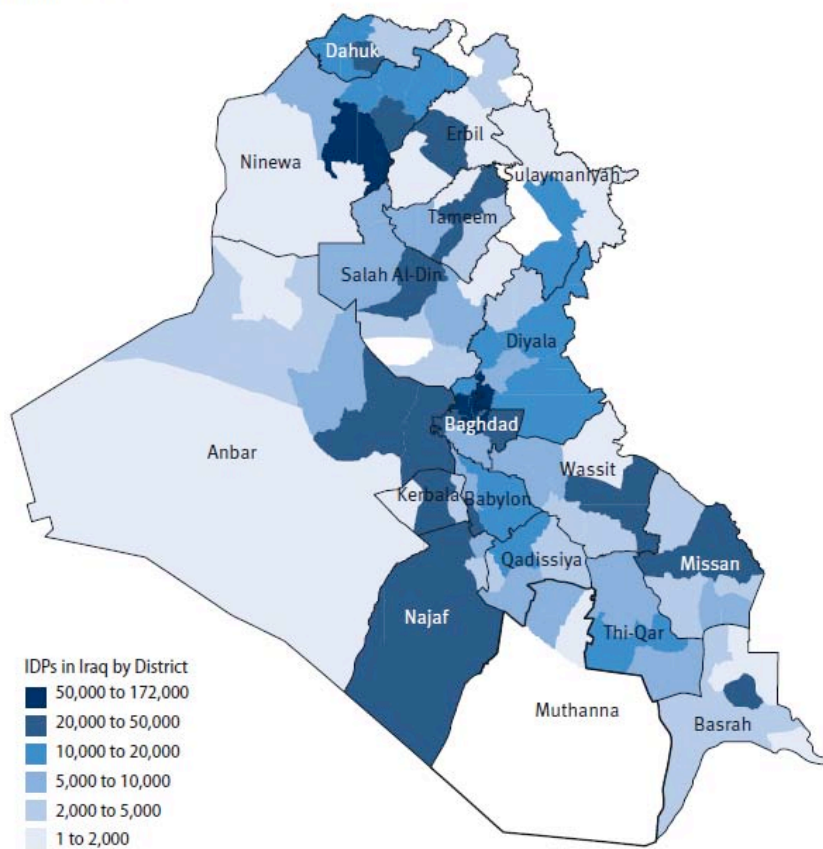 Dahuk
Erbil
Ninewa
Sulaymaniyah
Tameem
Salah Al-Din
Diyala
Baghdad
Anbar
Wassit
Kerbala
Babylon
Qadissiya
Missan
Najaf
Thi-Qar
Muthanna
Basrah
IDPs in Iraq by District
50,000 to 172,000
20,000 to 50,000
10,000 to 20,000
5,000 to 10,000
2,000 to 5,000
1 to 2,000